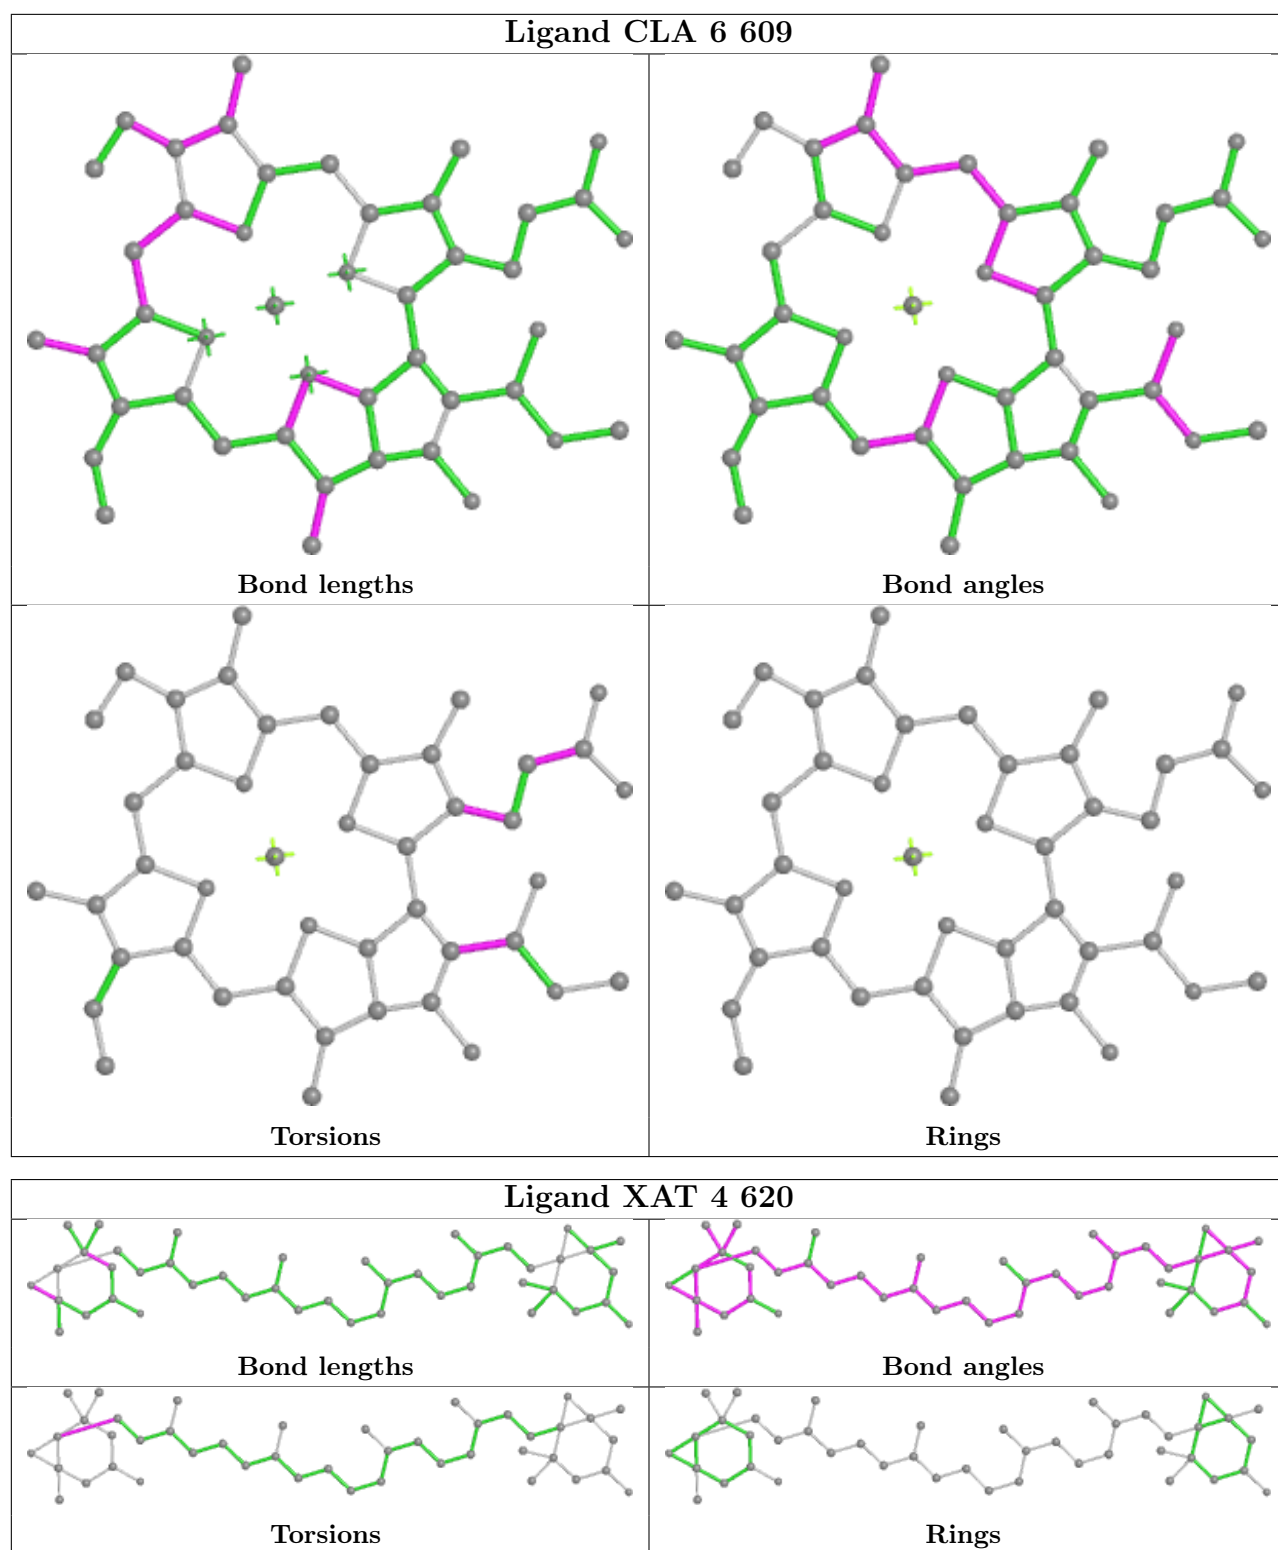 Ligand CLA 6 609
Bond lengths
Bond angles
Torsions
Rings
Ligand XAT 4 620
Bond lengths
Bond angles
Torsions
Rings